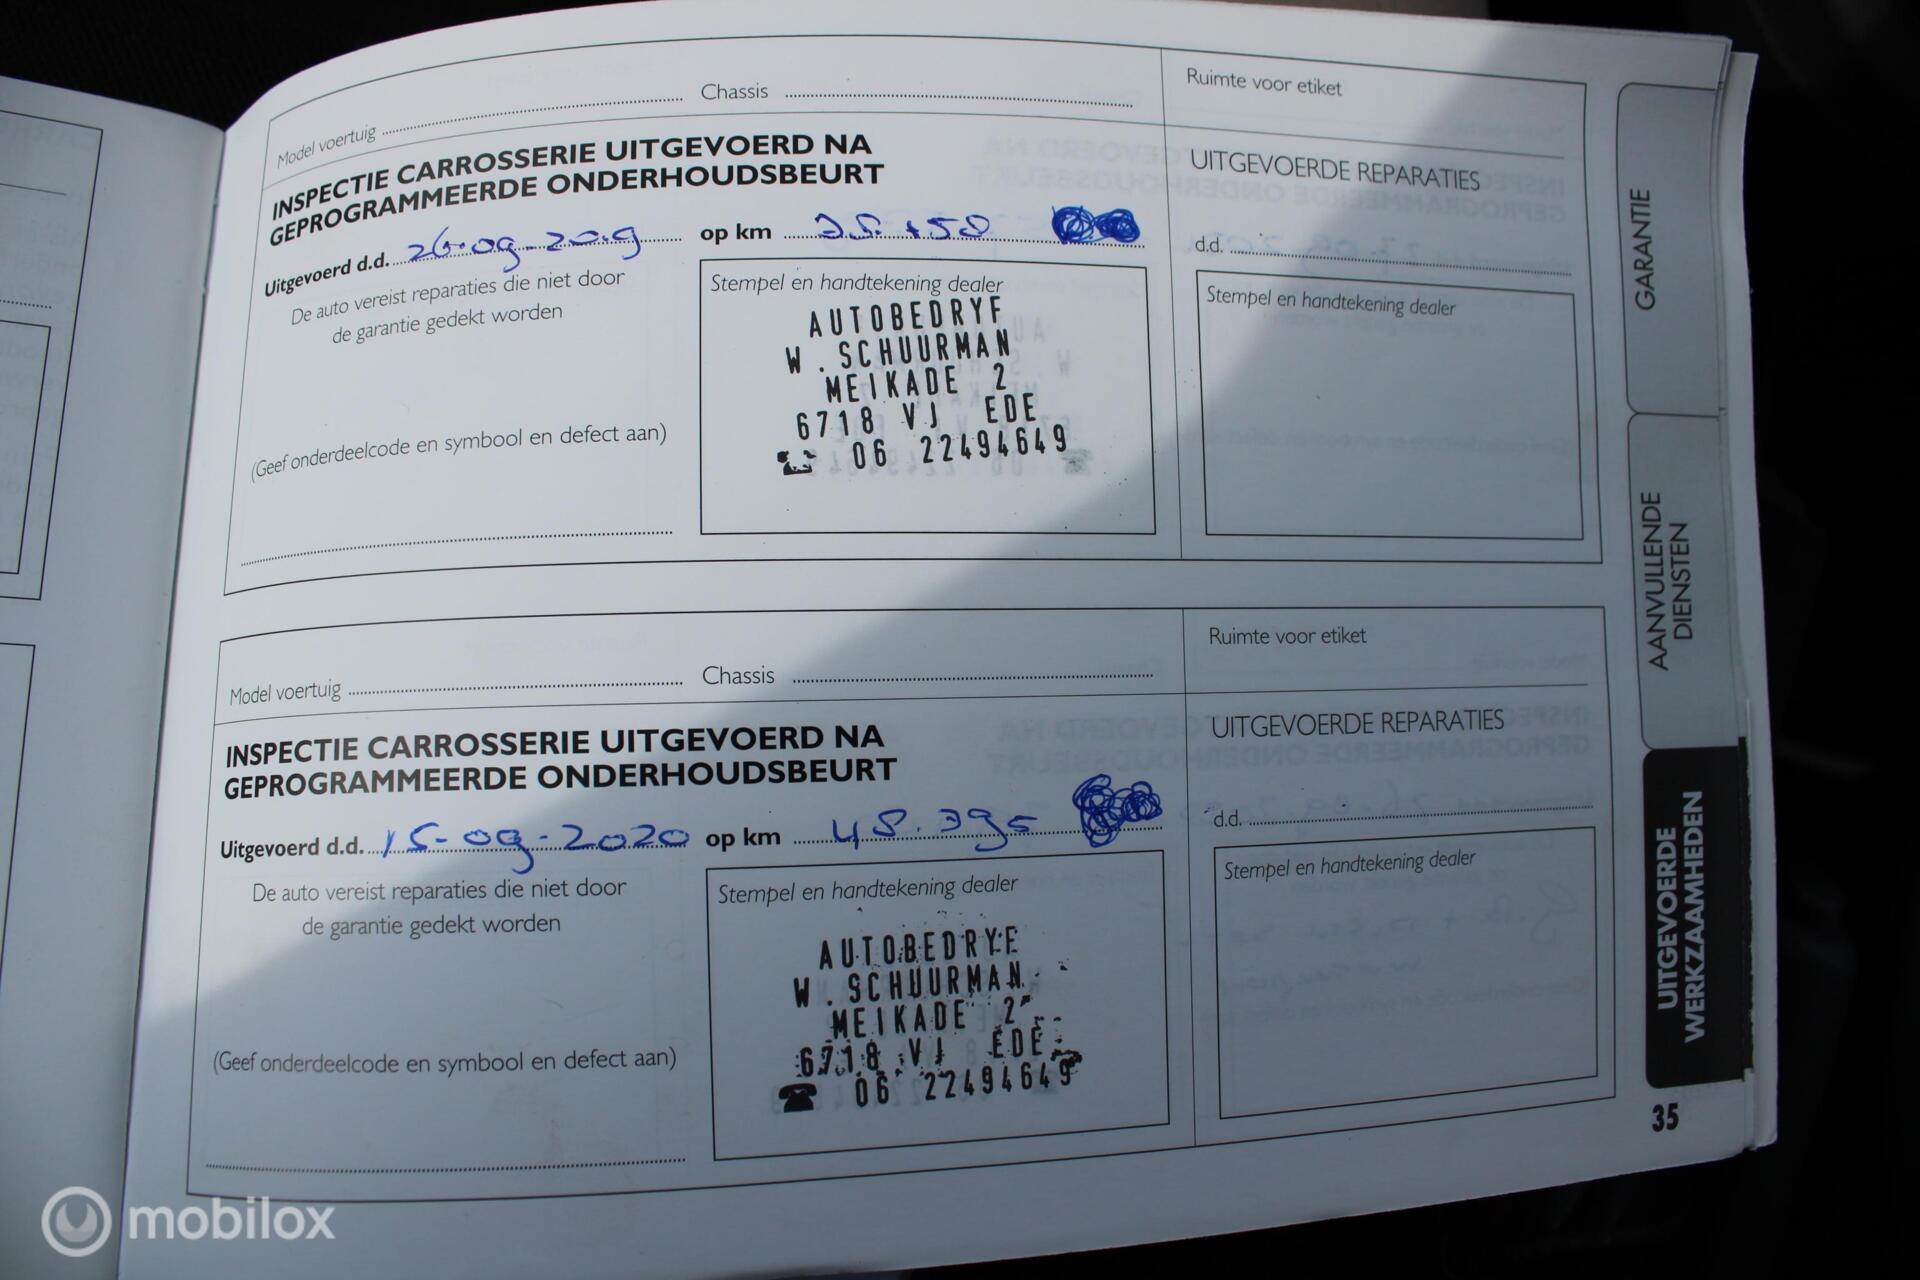 Model voertuig Chassis Ruimte voor etiket
INSPECTIE CARROSSERIE UITGEVOERD NA
GEPROGRAMMEERDE ONDERHOUDSBEURT
UITGEVOERDE REPARATIES
Uitgevoerd d.d. 26-09-2019 op km
d.d.
De auto vereist reparaties die niet door
de garantie gedekt worden
(Geef onderdeelcode en symbool en defect aan)
Stempel en handtekening dealer
AUTOBEDRYF
W. SCHUURMAN
MEIKADE 2
6718 VJ EDE
☎ 06 22494649
Stempel en handtekening dealer
Model voertuig Chassis Ruimte voor etiket
INSPECTIE CARROSSERIE UITGEVOERD NA
GEPROGRAMMEERDE ONDERHOUDSBEURT
UITGEVOERDE REPARATIES
Uitgevoerd d.d. 15-09-2020 op km 48.395
d.d.
De auto vereist reparaties die niet door
de garantie gedekt worden
(Geef onderdeelcode en symbool en defect aan)
Stempel en handtekening dealer
AUTOBEDRYF
W. SCHUURMAN
MEIKADE 2
6718 VJ EDE
☎ 06 22494649
Stempel en handtekening dealer
GARANTIE
AANVULLENDE
DIENSTEN
UITGEVOERDE
WERKZAAMHEDEN
35
mobilox